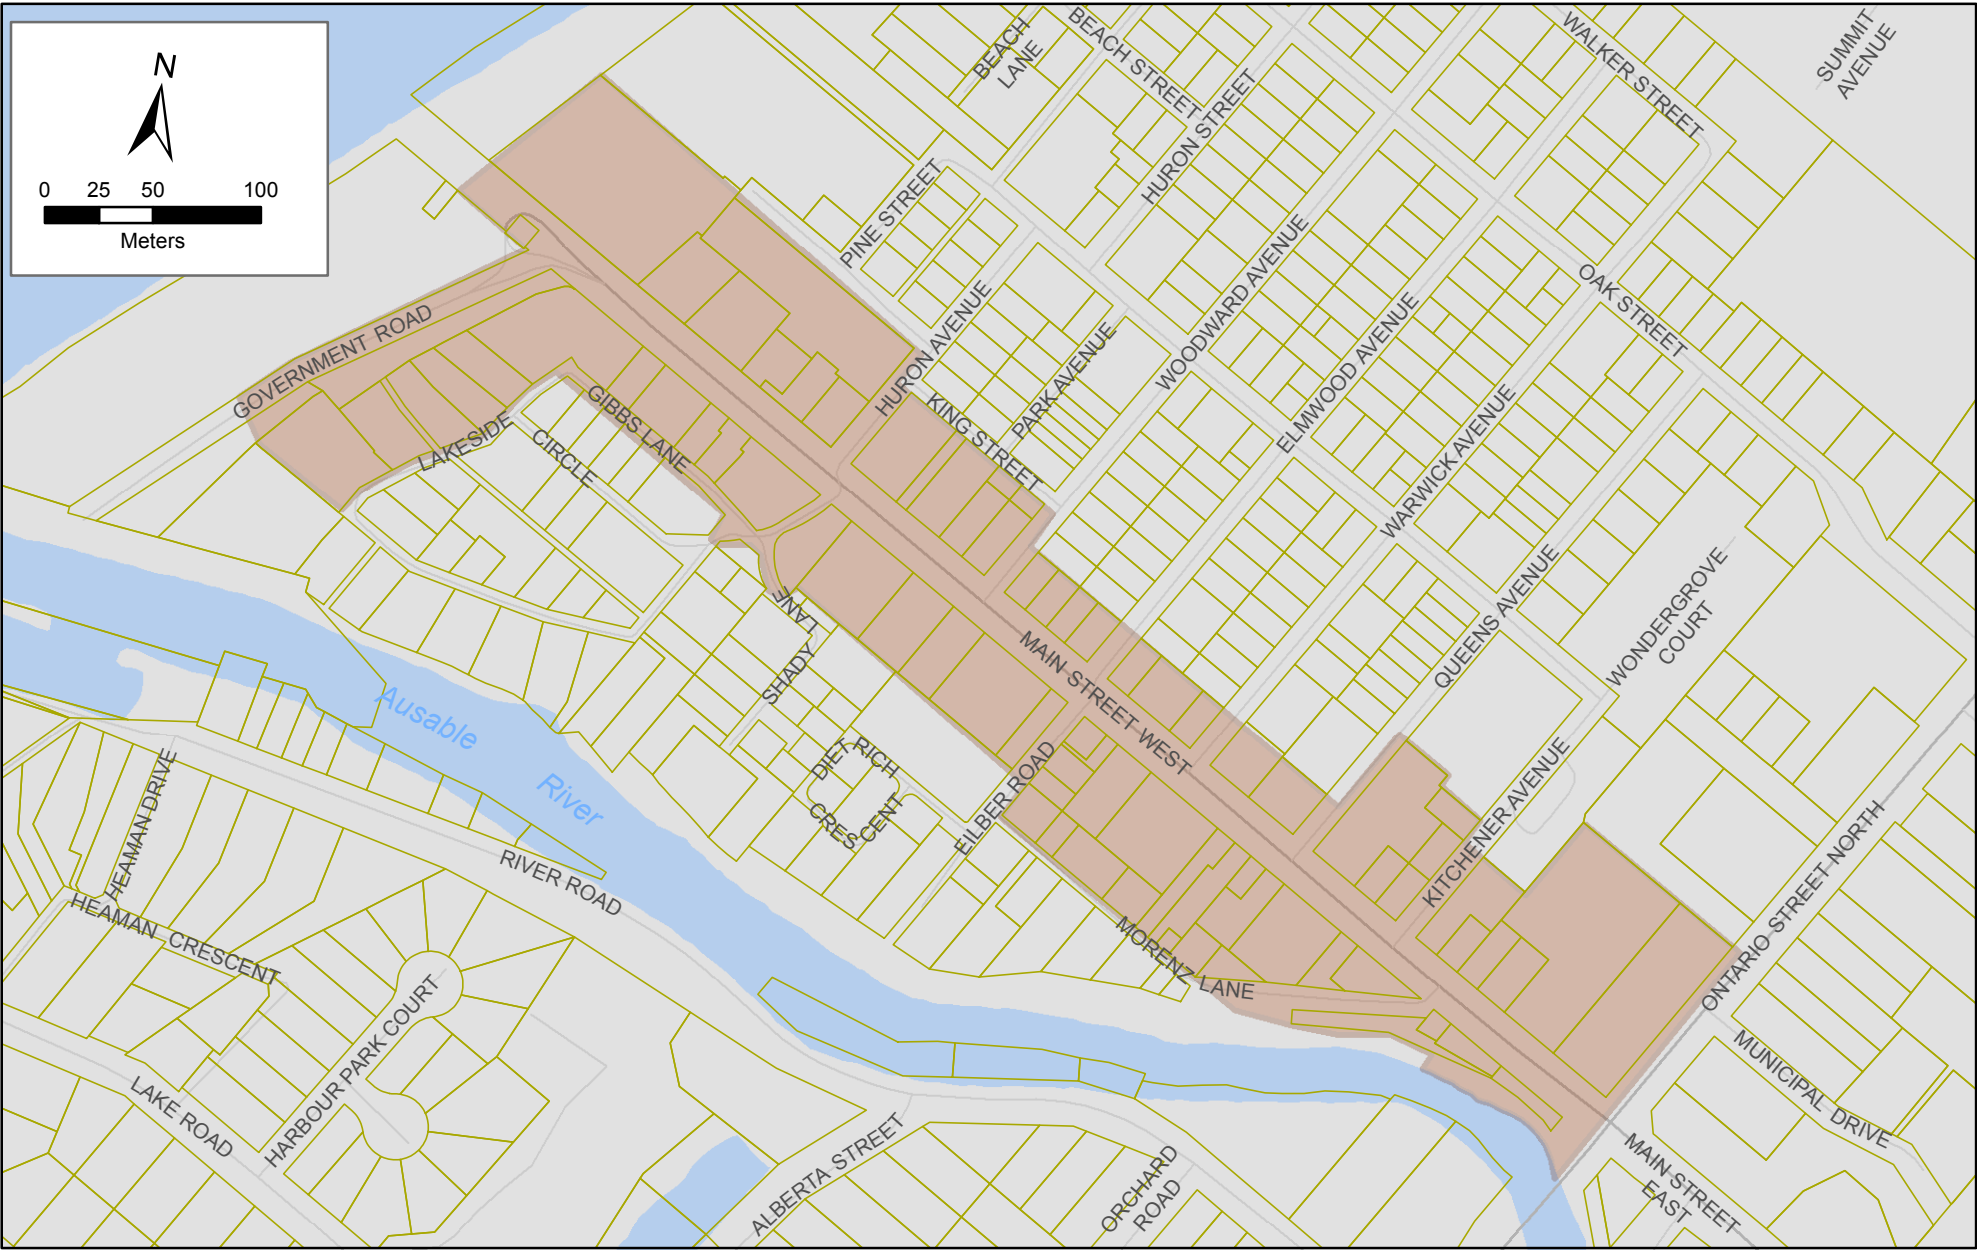 N
0 25 50 100
Meters
BEACH
LANE
BEACH STREET
HURON STREET
WALKER STREET
SUMMIT
AVENUE
PINE STREET
HURON AVENUE
WOODWARD AVENUE
OAK STREET
GOVERNMENT ROAD
PARK AVENUE
ELMWOOD AVENUE
KING STREET
GIBBS LANE
LAKESIDE
CIRCLE
WARWICK AVENUE
QUEENS AVENUE
WONDERGROVE
COURT
SHADY
LANE
MAIN STREET WEST
Ausable
River
DIETRICH
CRESCENT
EILBER ROAD
KITCHENER AVENUE
ONTARIO STREET NORTH
HEAMAN DRIVE
RIVER ROAD
HEAMAN CRESCENT
MORENZ LANE
HARBOUR PARK COURT
LAKE ROAD
MUNICIPAL DRIVE
ALBERTA STREET
ORCHARD
ROAD
MAIN STREET
EAST